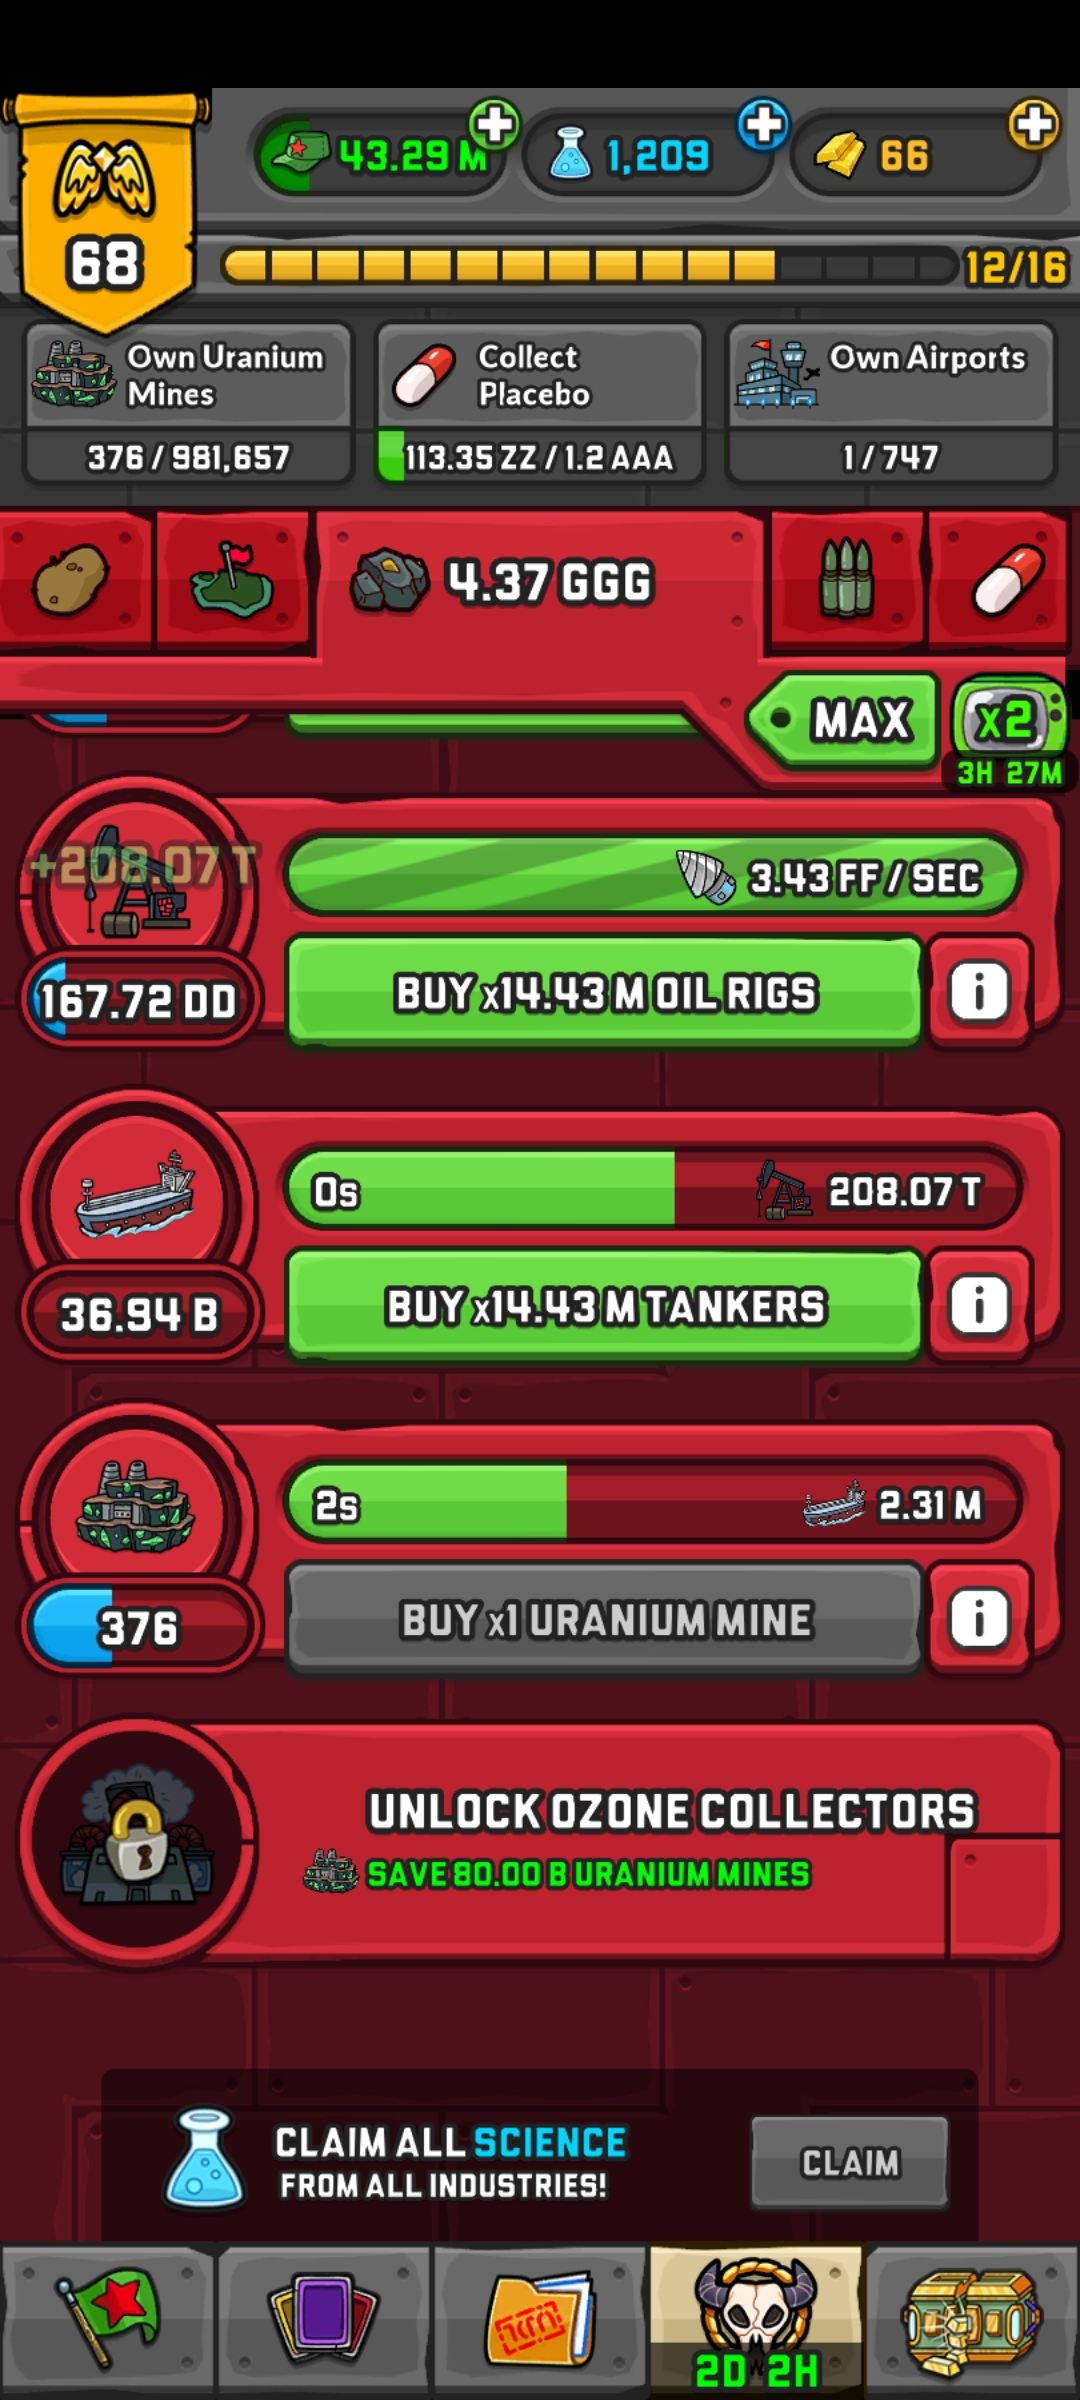 43.29 M
1,209
66
68
12/16
Own Uranium
Mines
376 / 981,657
Collect
Placebo
113.35 ZZ / 1.2 AAA
Own Airports
1 / 747
4.37 GGG
MAX
x2
3H 27M
+208.07 T
3.43 FF / SEC
167.72 DD
BUY x14.43 M OIL RIGS
i
0s
208.07 T
36.94 B
BUY x14.43 M TANKERS
i
2s
2.31 M
376
BUY x1 URANIUM MINE
i
UNLOCK OZONE COLLECTORS
SAVE 80.00 B URANIUM MINES
CLAIM ALL SCIENCE
FROM ALL INDUSTRIES!
CLAIM
2D 2H